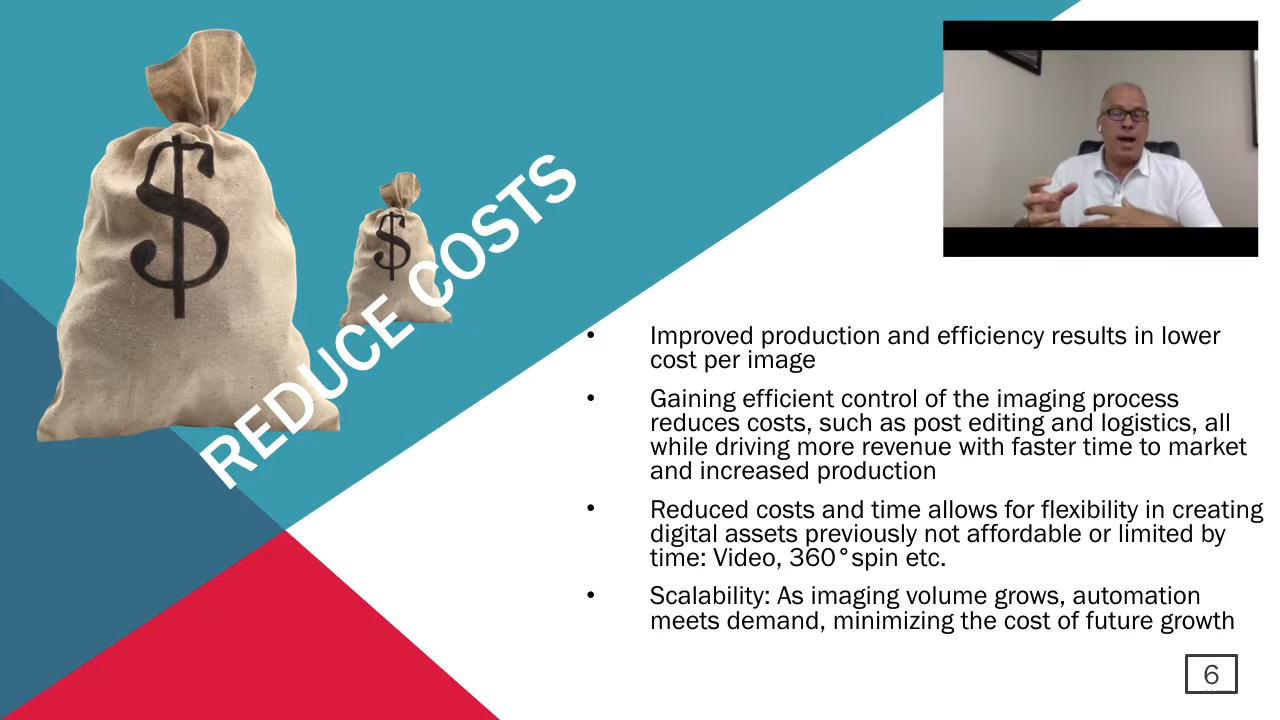 $
$
REDUCE COSTS
• Improved production and efficiency results in lower
cost per image
• Gaining efficient control of the imaging process
reduces costs, such as post editing and logistics, all
while driving more revenue with faster time to market
and increased production
• Reduced costs and time allows for flexibility in creating
digital assets previously not affordable or limited by
time: Video, 360°spin etc.
• Scalability: As imaging volume grows, automation
meets demand, minimizing the cost of future growth
6